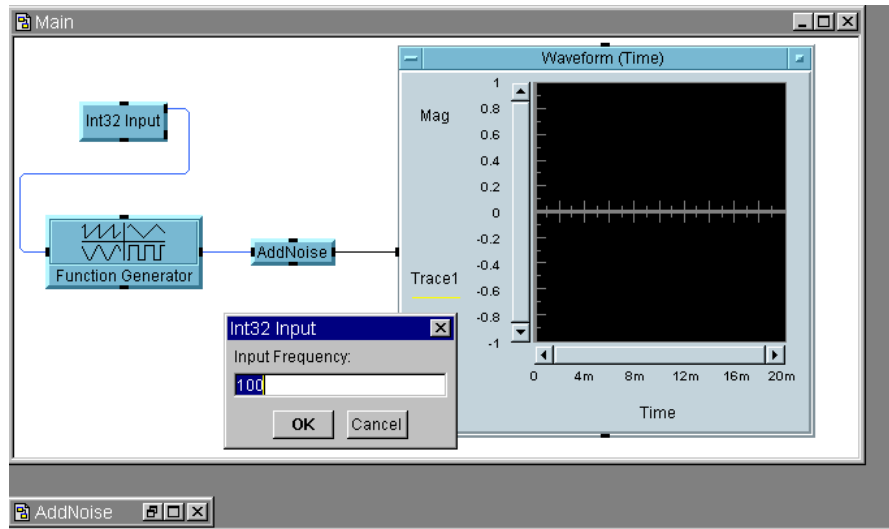 Main
Int32 Input
Function Generator
AddNoise
Waveform (Time)
Mag
Trace1
1
0.8
0.6
0.4
0.2
0
-0.2
-0.4
-0.6
-0.8
-1
0 4m 8m 12m 16m 20m
Time
Int32 Input
Input Frequency:
100
OK Cancel
AddNoise